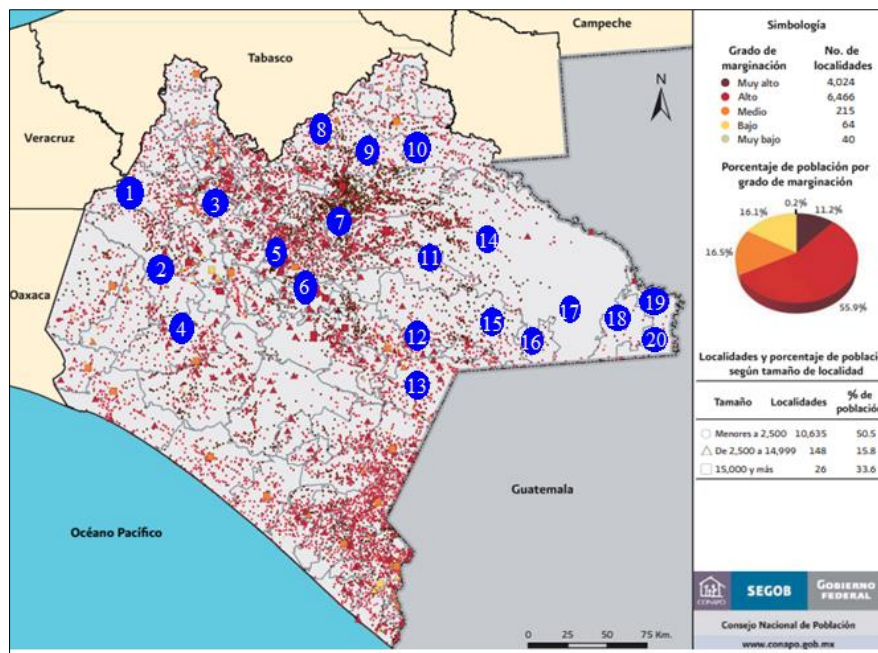 Campeche
Tabasco
Veracruz
Oaxaca
Océano Pacífico
Guatemala
N
1
2
3
4
5
6
7
8
9
10
11
12
13
14
15
16
17
18
19
20
0 25 50 75 Km.
Simbología
Grado de No. de
marginación localidades
Muy alto 4,024
Alto 6,466
Medio 215
Bajo 64
Muy bajo 40
Porcentaje de población por
grado de marginación
0.2%
16.1% 11.2%
16.5%
55.9%
Localidades y porcentaje de població
según tamaño de localidad
% de
Tamaño Localidades población
Menores a 2,500 10,635 50.5
De 2,500 a 14,999 148 15.8
15,000 y más 26 33.6
CONAPO
SEGOB
GOBIERNO
FEDERAL
Consejo Nacional de Población
www.conapo.gob.mx